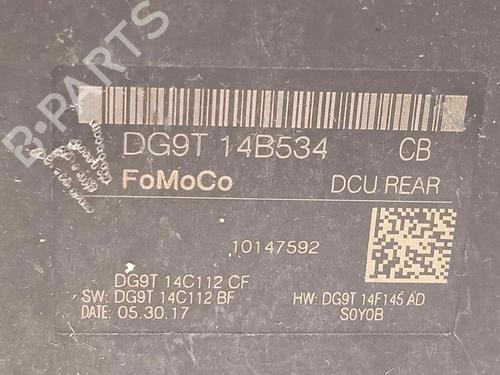 B-PARTS
DG9T 14B534 CB
FoMoCo DCU REAR
10147592
DG9T 14C112 CF
SW: DG9T 14C112 BF HW: DG9T 14F145 AD
DATE: 05.30.17 S0Y0B